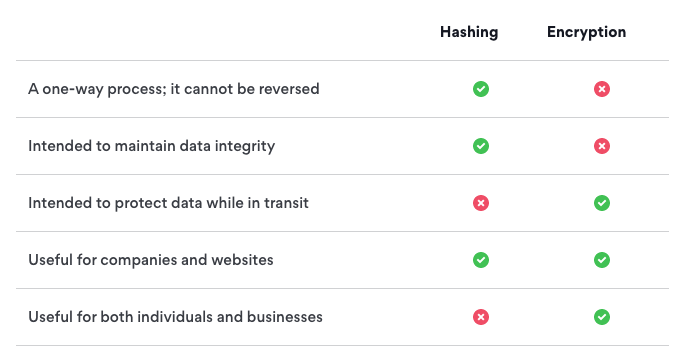 Hashing Encryption
A one-way process; it cannot be reversed
Intended to maintain data integrity
Intended to protect data while in transit
Useful for companies and websites
Useful for both individuals and businesses